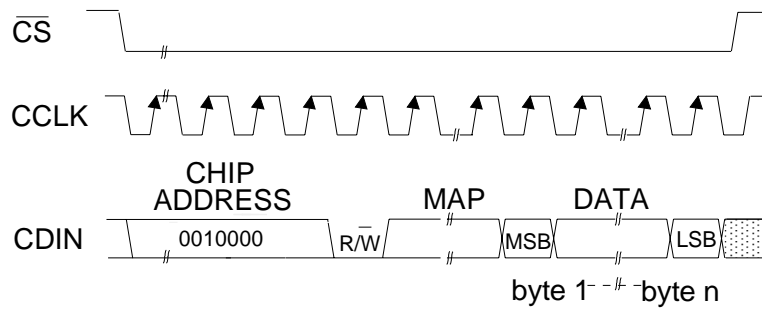 CS
CCLK
CHIP
ADDRESS
MAP
DATA
CDIN
0010000
R/W
MSB
LSB
byte 1
byte n